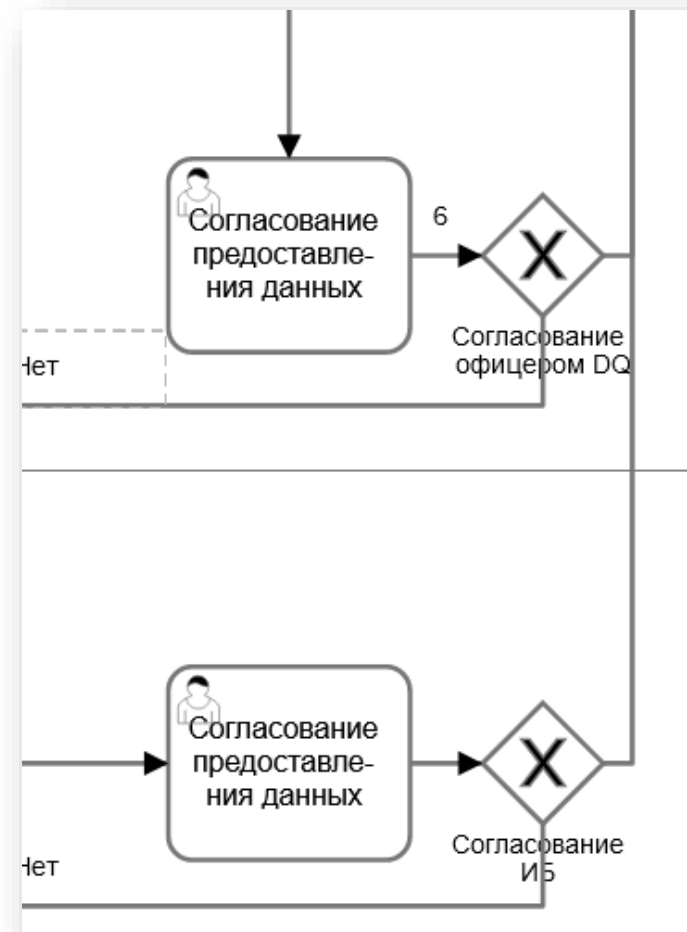 Согласование
предоставле-
ния данных
6
Согласование
офицером DQ
Нет
Согласование
предоставле-
ния данных
Согласование
ИБ
Нет